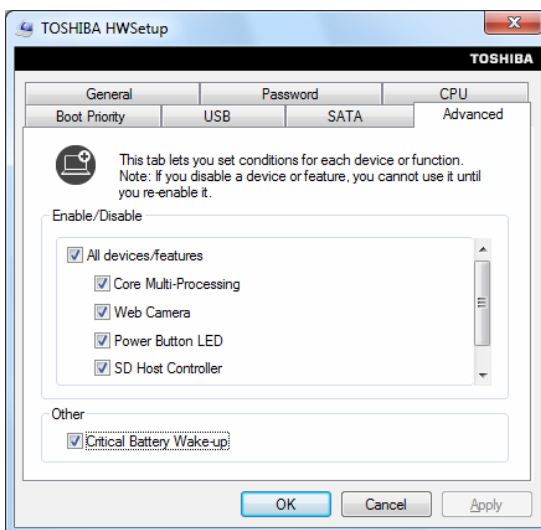 TOSHIBA HWSetup
TOSHIBA
General Password CPU
Boot Priority USB SATA Advanced
This tab lets you set conditions for each device or function.
Note: If you disable a device or feature, you cannot use it until
you re-enable it.
Enable/Disable
All devices/features
Core Multi-Processing
Web Camera
Power Button LED
SD Host Controller
Other
Critical Battery Wake-up
OK Cancel Apply